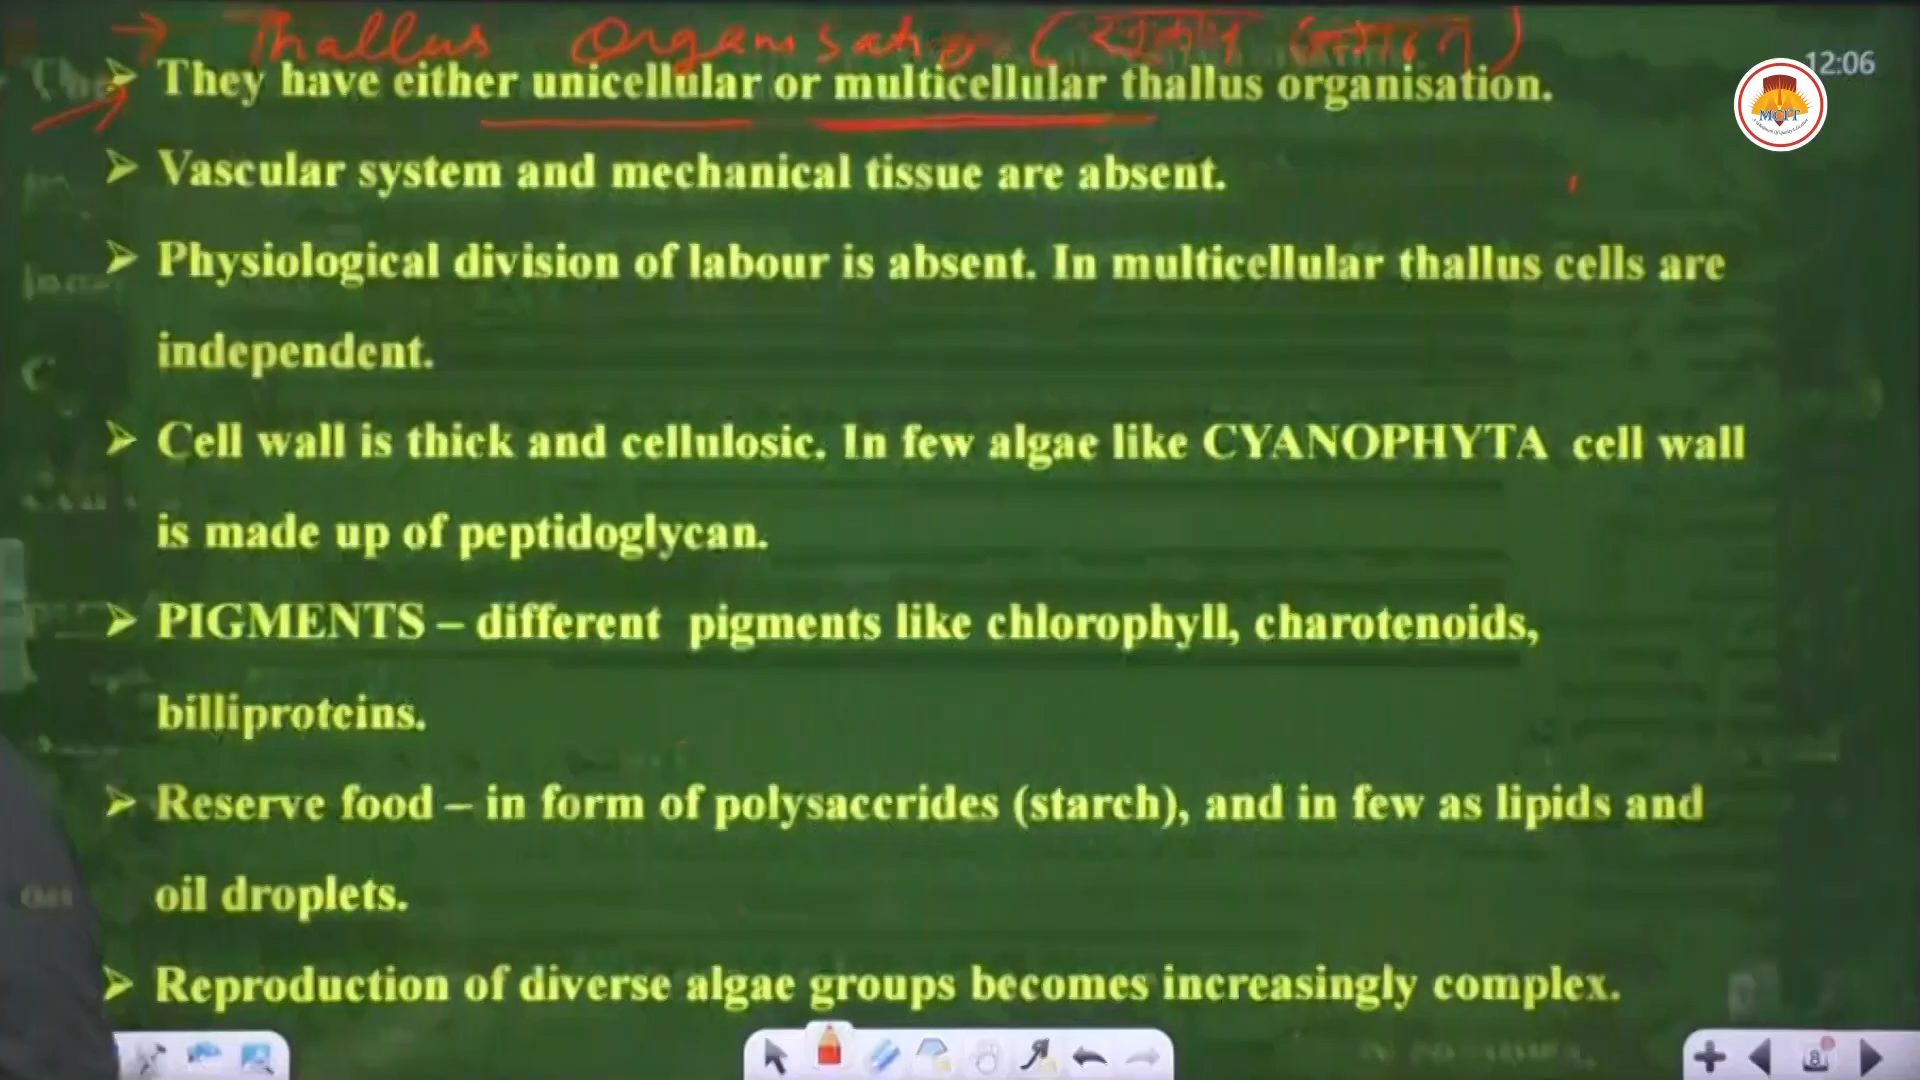 → Thallus Organisatio (सुकाय संगठन)
12:06
MCIT
➢ They have either unicellular or multicellular thallus organisation.
➢ Vascular system and mechanical tissue are absent.
➢ Physiological division of labour is absent. In multicellular thallus cells are
independent.
➢ Cell wall is thick and cellulosic. In few algae like CYANOPHYTA cell wall
is made up of peptidoglycan.
➢ PIGMENTS – different pigments like chlorophyll, charotenoids,
billiproteins.
➢ Reserve food – in form of polysaccrides (starch), and in few as lipids and
oil droplets.
➢ Reproduction of diverse algae groups becomes increasingly complex.
8